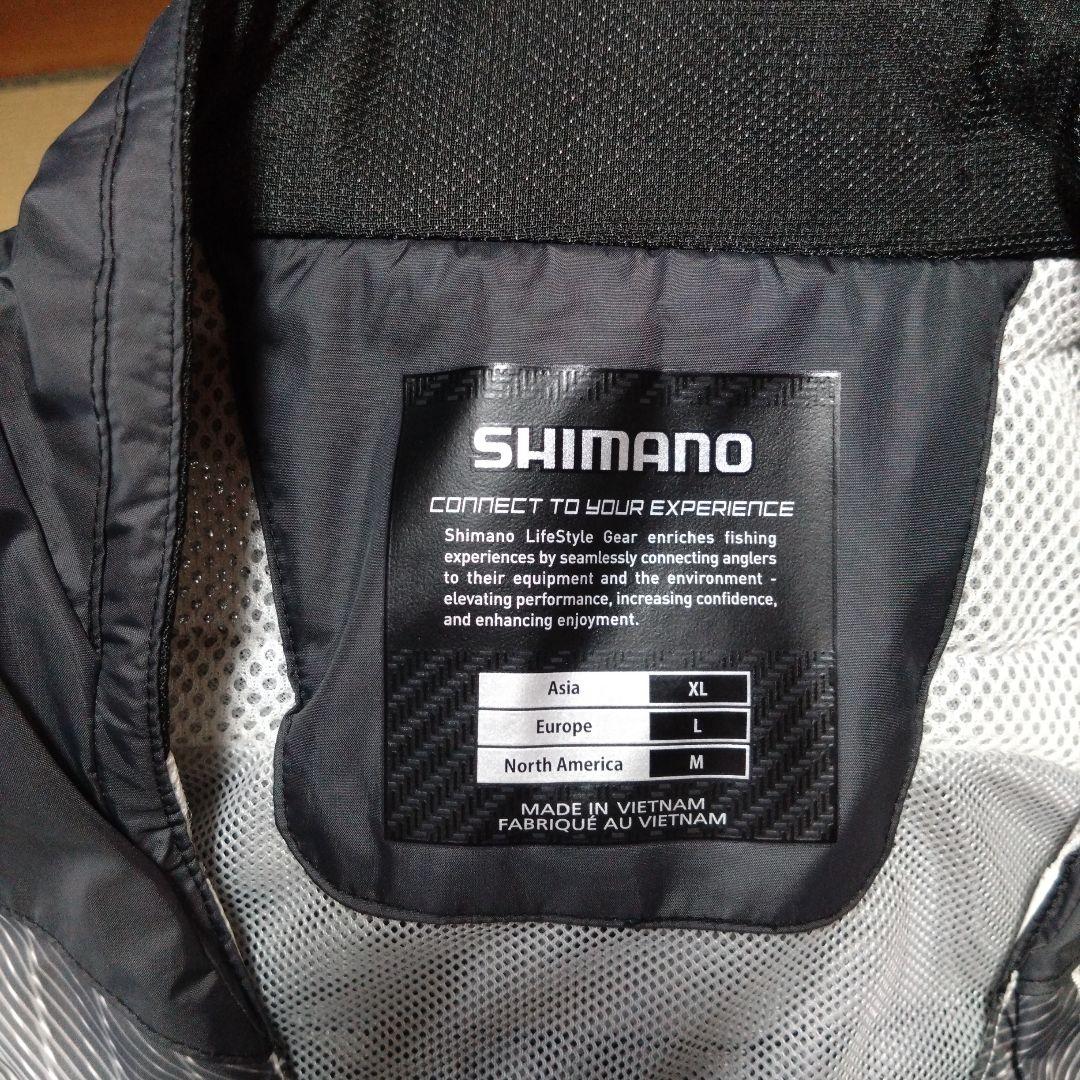 SHIMANO
CONNECT TO YOUR EXPERIENCE
Shimano LifeStyle Gear enriches fishing
experiences by seamlessly connecting anglers
to their equipment and the environment -
elevating performance, increasing confidence,
and enhancing enjoyment.
Asia XL
Europe L
North America M
MADE IN VIETNAM
FABRIQUÉ AU VIETNAM